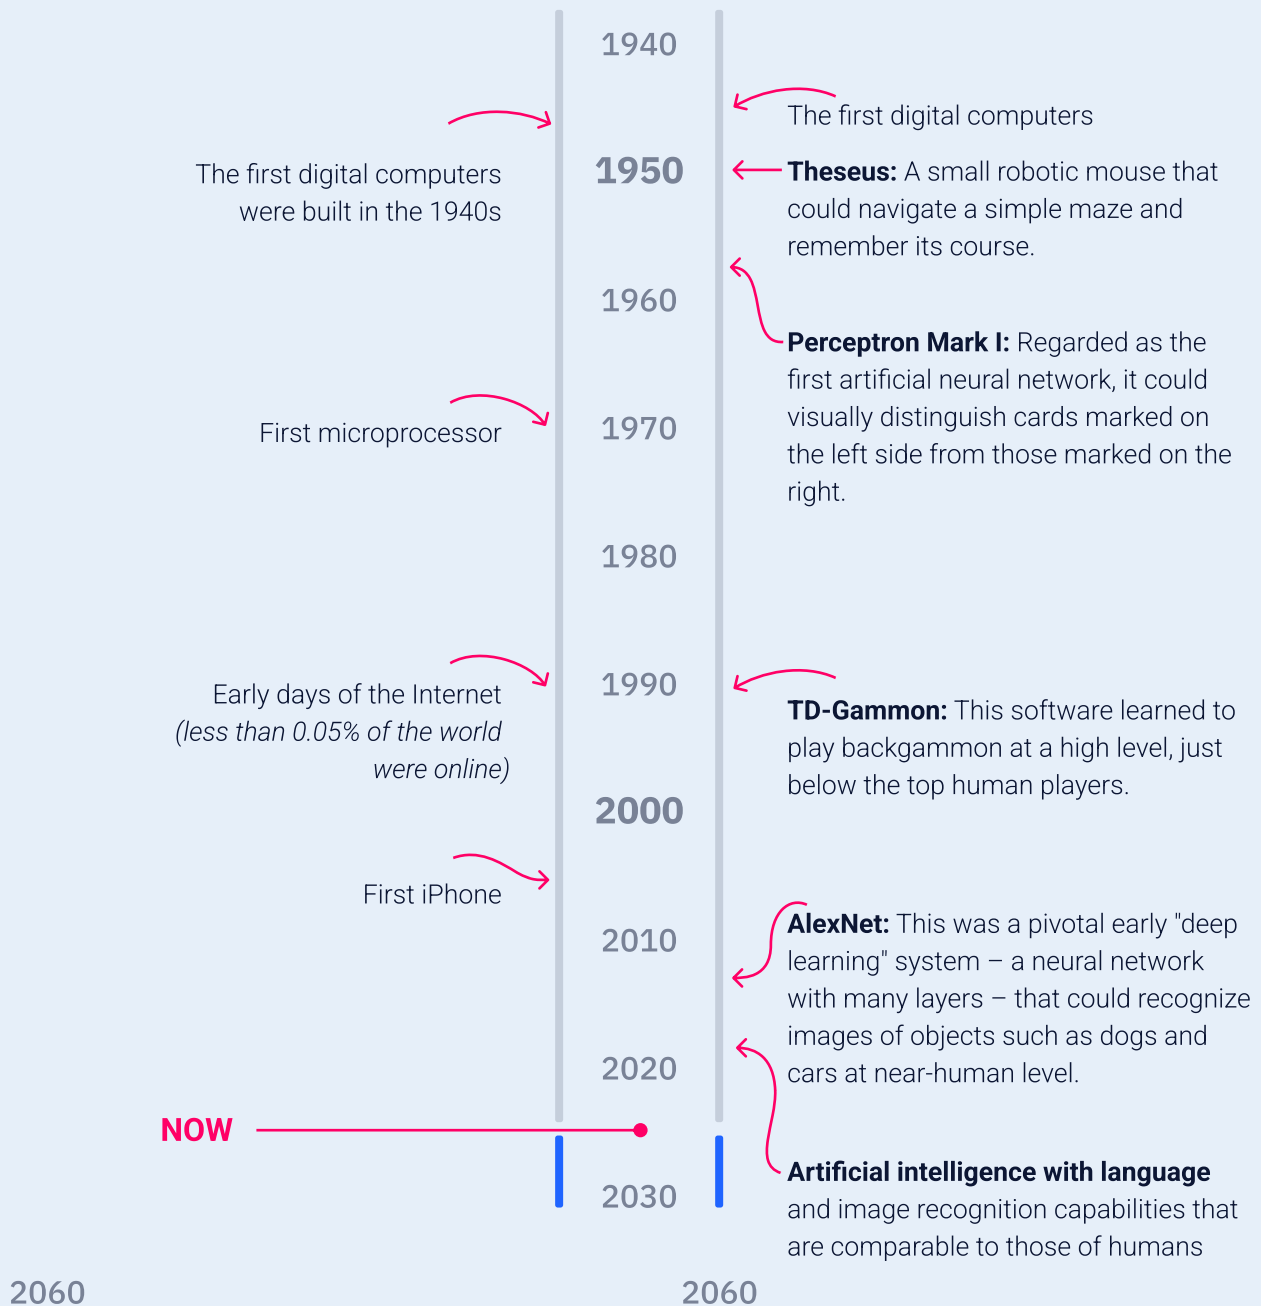 1940
The first digital computers
The first digital computers
were built in the 1940s
1950
Theseus: A small robotic mouse that
could navigate a simple maze and
remember its course.
1960
Perceptron Mark I: Regarded as the
first artificial neural network, it could
visually distinguish cards marked on
the left side from those marked on the
right.
First microprocessor
1970
1980
Early days of the Internet
(less than 0.05% of the world
were online)
1990
TD-Gammon: This software learned to
play backgammon at a high level, just
below the top human players.
2000
First iPhone
2010
AlexNet: This was a pivotal early "deep
learning" system – a neural network
with many layers – that could recognize
images of objects such as dogs and
cars at near-human level.
2020
NOW
Artificial intelligence with language
and image recognition capabilities that
are comparable to those of humans
2030
2060
2060